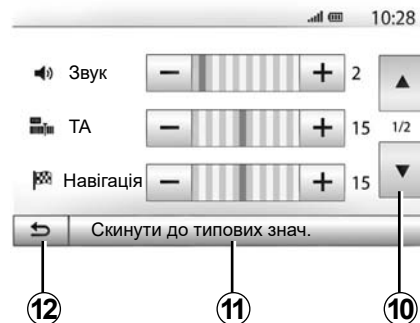 10:28
Звук − + 2
TA − + 15 1/2
Навігація − + 15
Скинути до типових знач.
12 11 10